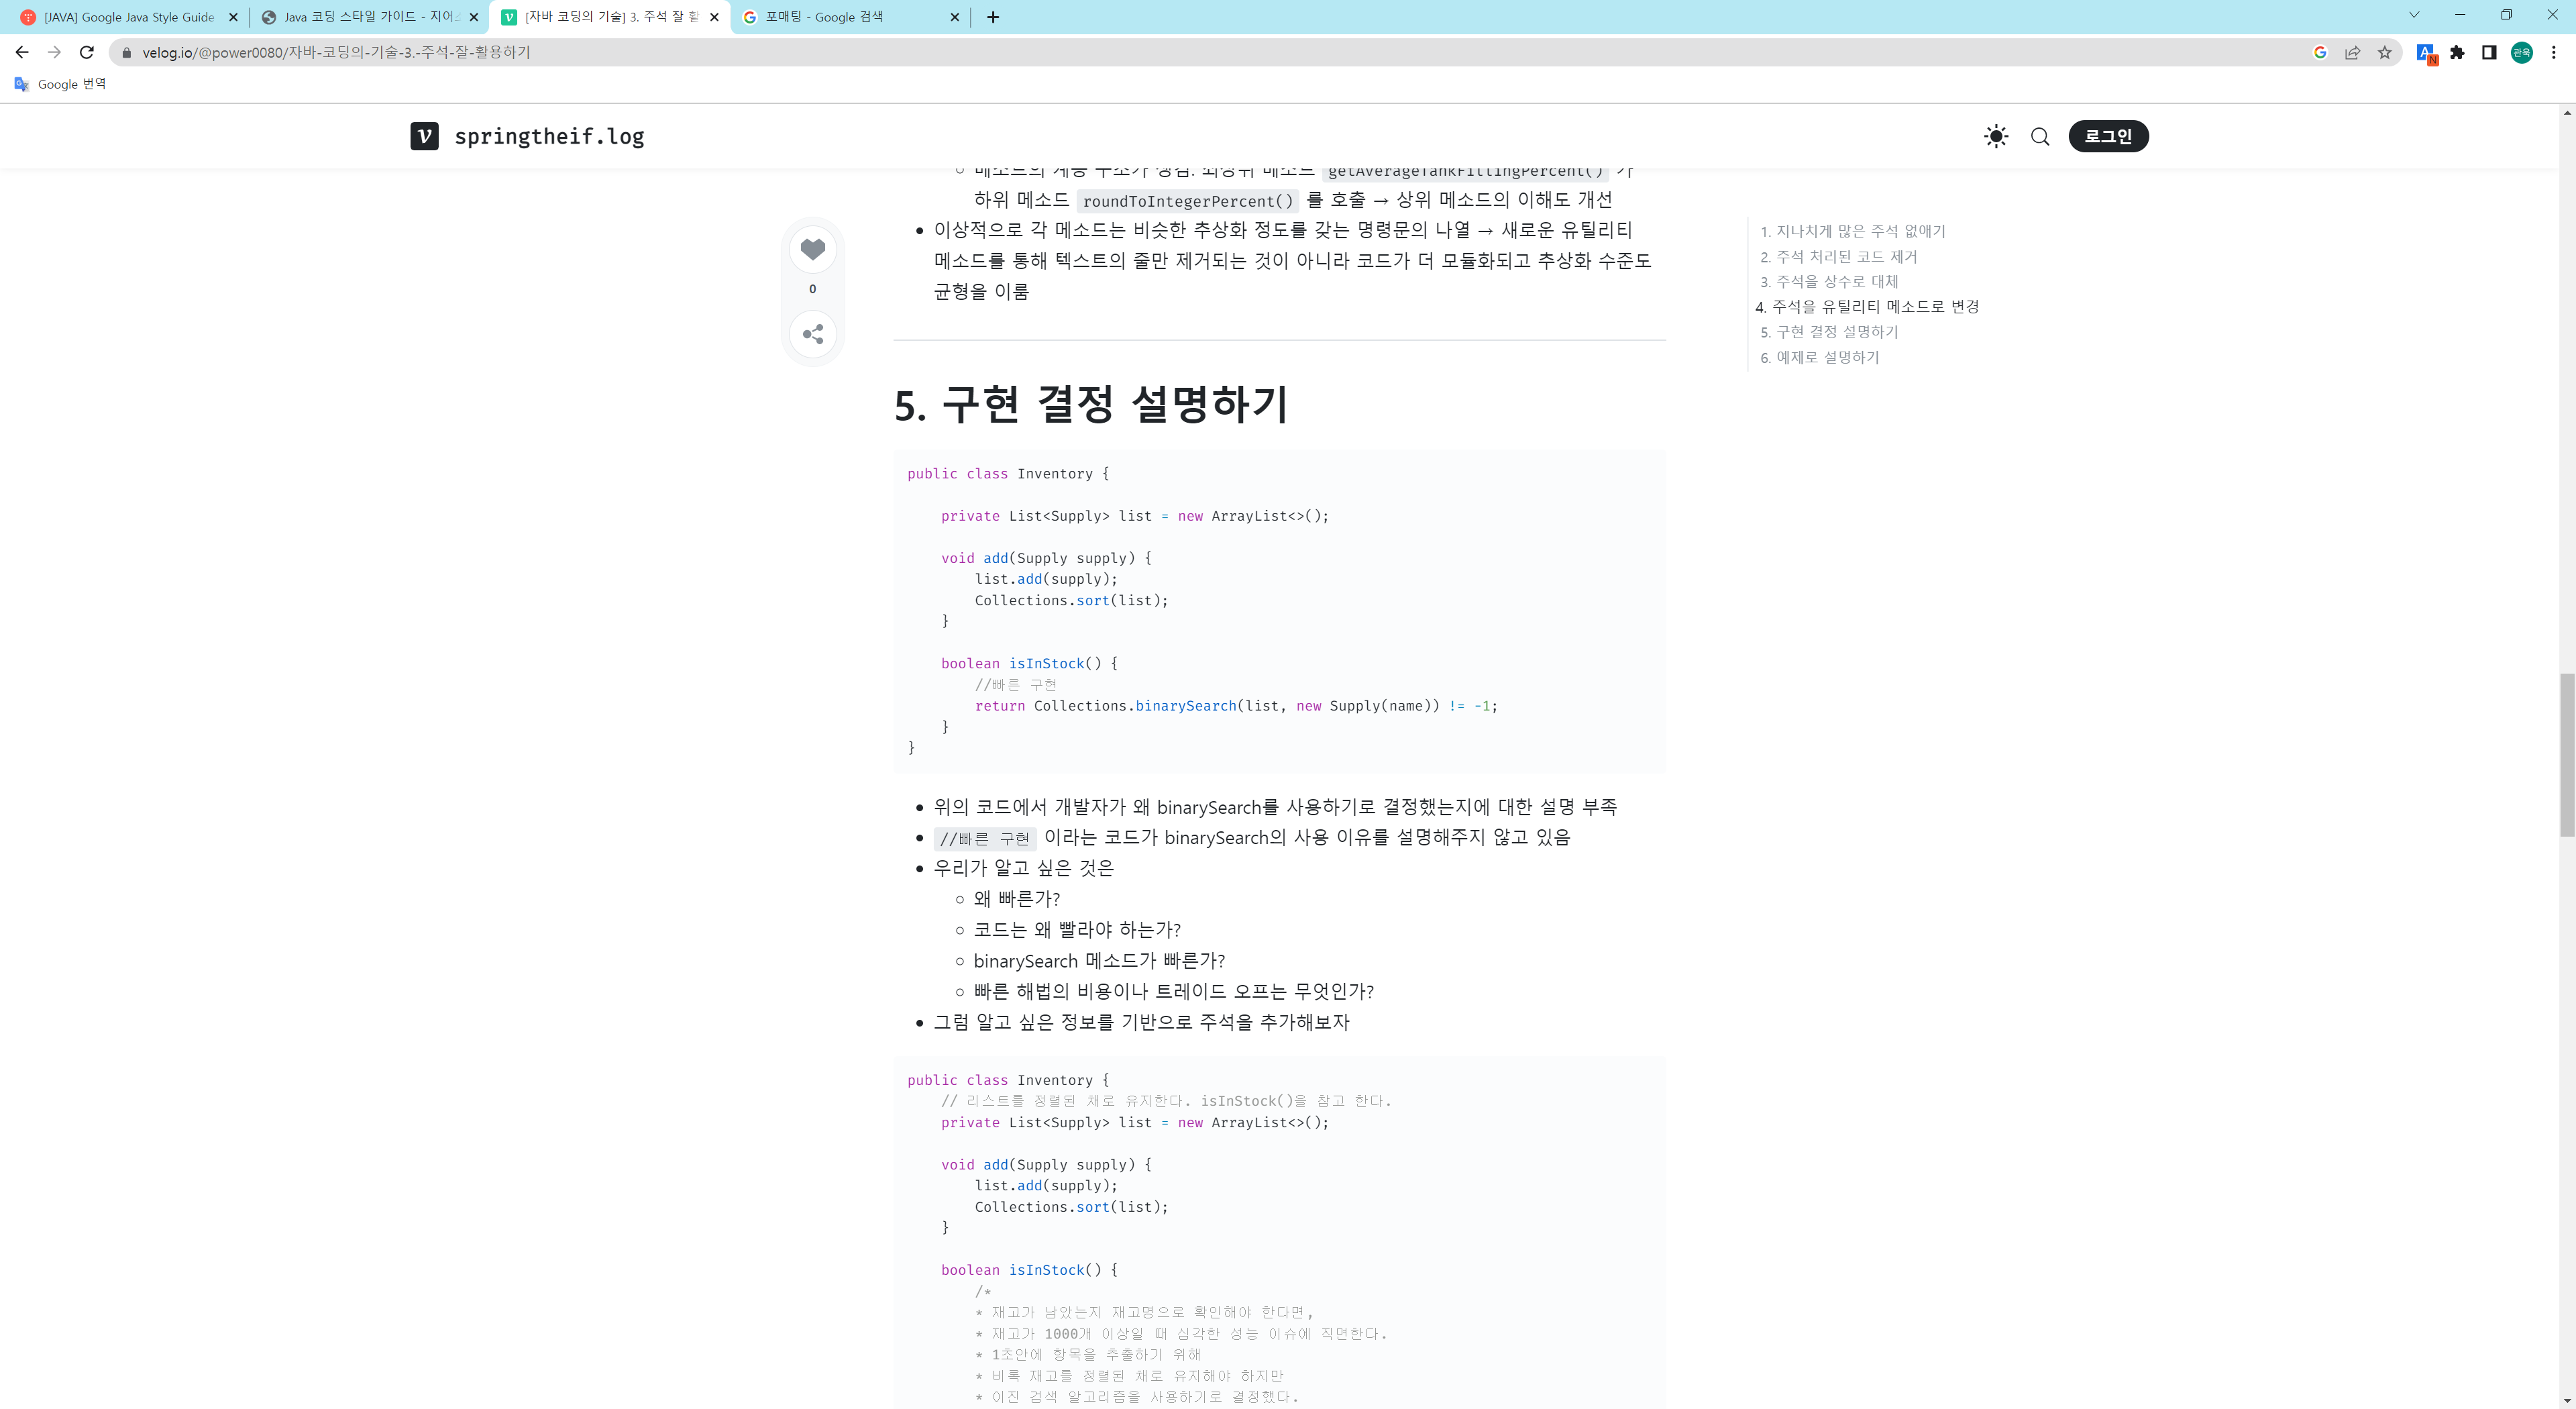 [JAVA] Google Java Style Guide
Java 코딩 스타일 가이드 - 지어
[자바 코딩의 기술] 3. 주석 잘 활
포매팅 - Google 검색
velog.io/@power0080/자바-코딩의-기술-3.-주석-잘-활용하기
관욱
Google 번역
springtheif.log
로그인
메소드의 계층 구조가 생김. 최상위 메소드 getAverageTankFillingPercent() 가
하위 메소드 roundToIntegerPercent() 를 호출 → 상위 메소드의 이해도 개선
이상적으로 각 메소드는 비슷한 추상화 정도를 갖는 명령문의 나열 → 새로운 유틸리티
메소드를 통해 텍스트의 줄만 제거되는 것이 아니라 코드가 더 모듈화되고 추상화 수준도
균형을 이룸
0
1. 지나치게 많은 주석 없애기
2. 주석 처리된 코드 제거
3. 주석을 상수로 대체
4. 주석을 유틸리티 메소드로 변경
5. 구현 결정 설명하기
6. 예제로 설명하기
5. 구현 결정 설명하기
public class Inventory {
private List<Supply> list = new ArrayList<>();
void add(Supply supply) {
list.add(supply);
Collections.sort(list);
}
boolean isInStock() {
//빠른 구현
return Collections.binarySearch(list, new Supply(name)) != -1;
}
}
위의 코드에서 개발자가 왜 binarySearch를 사용하기로 결정했는지에 대한 설명 부족
//빠른 구현 이라는 코드가 binarySearch의 사용 이유를 설명해주지 않고 있음
우리가 알고 싶은 것은
왜 빠른가?
코드는 왜 빨라야 하는가?
binarySearch 메소드가 빠른가?
빠른 해법의 비용이나 트레이드 오프는 무엇인가?
그럼 알고 싶은 정보를 기반으로 주석을 추가해보자
public class Inventory {
// 리스트를 정렬된 채로 유지한다. isInStock()을 참고 한다.
private List<Supply> list = new ArrayList<>();
void add(Supply supply) {
list.add(supply);
Collections.sort(list);
}
boolean isInStock() {
/*
* 재고가 남았는지 재고명으로 확인해야 한다면,
* 재고가 1000개 이상일 때 심각한 성능 이슈에 직면한다.
* 1초안에 항목을 추출하기 위해
* 비록 재고를 정렬된 채로 유지해야 하지만
* 이진 검색 알고리즘을 사용하기로 결정했다.